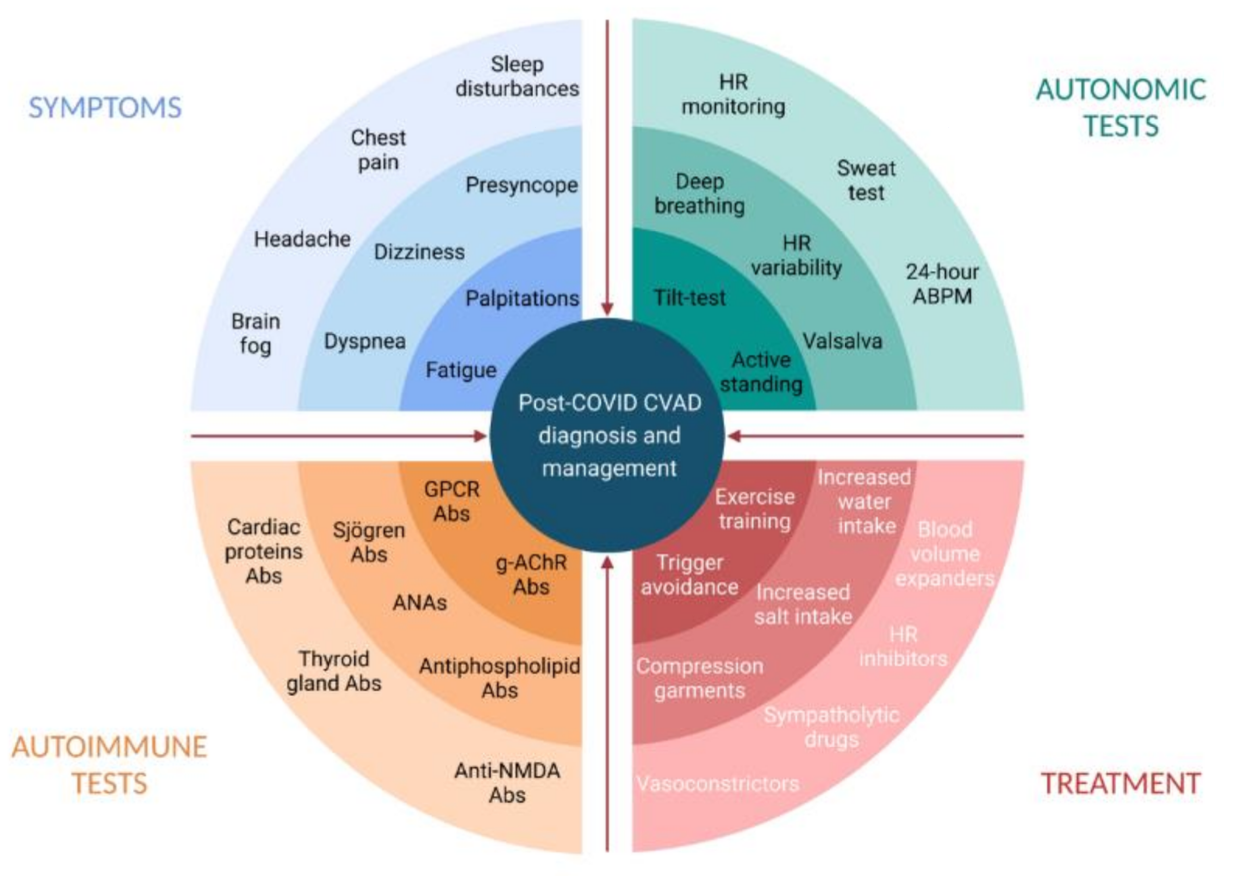 SYMPTOMS
Sleep
disturbances
Chest
pain
Headache
Brain
fog
Presyncope
Dizziness
Dyspnea
Palpitations
Fatigue
AUTONOMIC
TESTS
HR
monitoring
Sweat
test
24-hour
ABPM
Deep
breathing
HR
variability
Valsalva
Tilt-test
Active
standing
Post-COVID CVAD
diagnosis and
management
AUTOIMMUNE
TESTS
GPCR
Abs
g-AChR
Abs
Sjögren
Abs
ANAs
Antiphospholipid
Abs
Cardiac
proteins
Abs
Thyroid
gland Abs
Anti-NMDA
Abs
TREATMENT
Exercise
training
Trigger
avoidance
Increased
water
intake
Increased
salt intake
Compression
garments
Blood
volume
expanders
HR
inhibitors
Sympatholytic
drugs
Vasoconstrictors